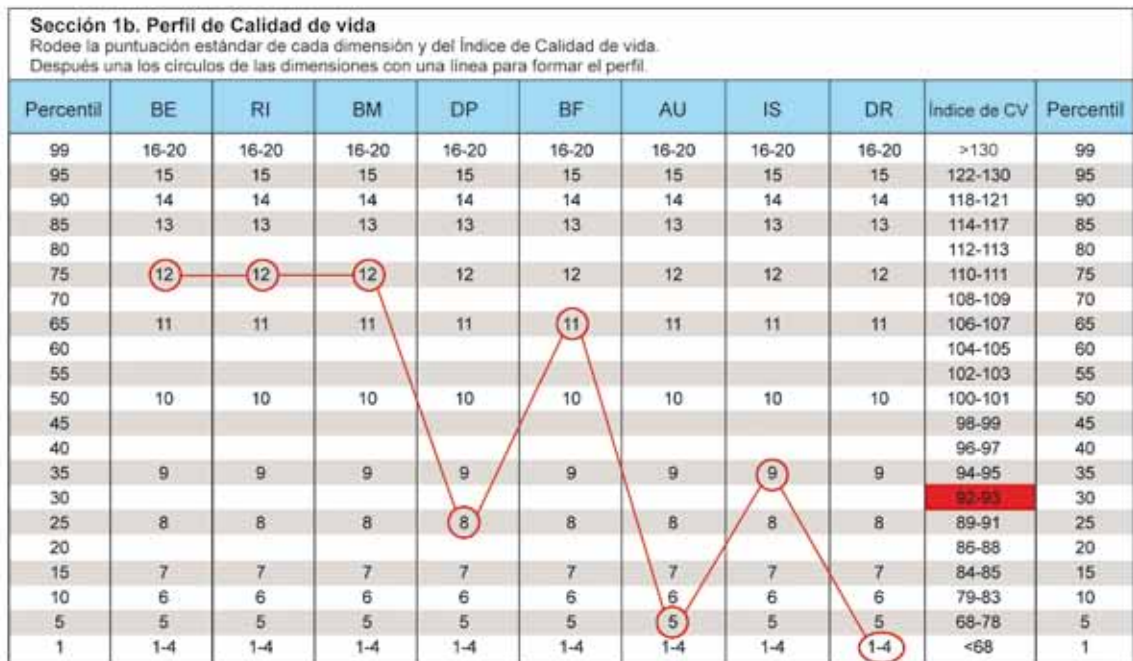 Sección 1b. Perfil de Calidad de vida
Rodee la puntuación estándar de cada dimensión y del Índice de Calidad de vida.
Después una los círculos de las dimensiones con una línea para formar el perfil.
Percentil BE RI BM DP BF AU IS DR Índice de CV Percentil
99 16-20 16-20 16-20 16-20 16-20 16-20 16-20 16-20 >130 99
95 15 15 15 15 15 15 15 15 122-130 95
90 14 14 14 14 14 14 14 14 118-121 90
85 13 13 13 13 13 13 13 13 114-117 85
80 112-113 80
75 12 12 12 12 12 12 12 12 110-111 75
70 108-109 70
65 11 11 11 11 11 11 11 11 106-107 65
60 104-105 60
55 102-103 55
50 10 10 10 10 10 10 10 10 100-101 50
45 98-99 45
40 96-97 40
35 9 9 9 9 9 9 9 9 94-95 35
30 92-93 30
25 8 8 8 8 8 8 8 8 89-91 25
20 86-88 20
15 7 7 7 7 7 7 7 7 84-85 15
10 6 6 6 6 6 6 6 6 79-83 10
5 5 5 5 5 5 5 5 5 68-78 5
1 1-4 1-4 1-4 1-4 1-4 1-4 1-4 1-4 <68 1